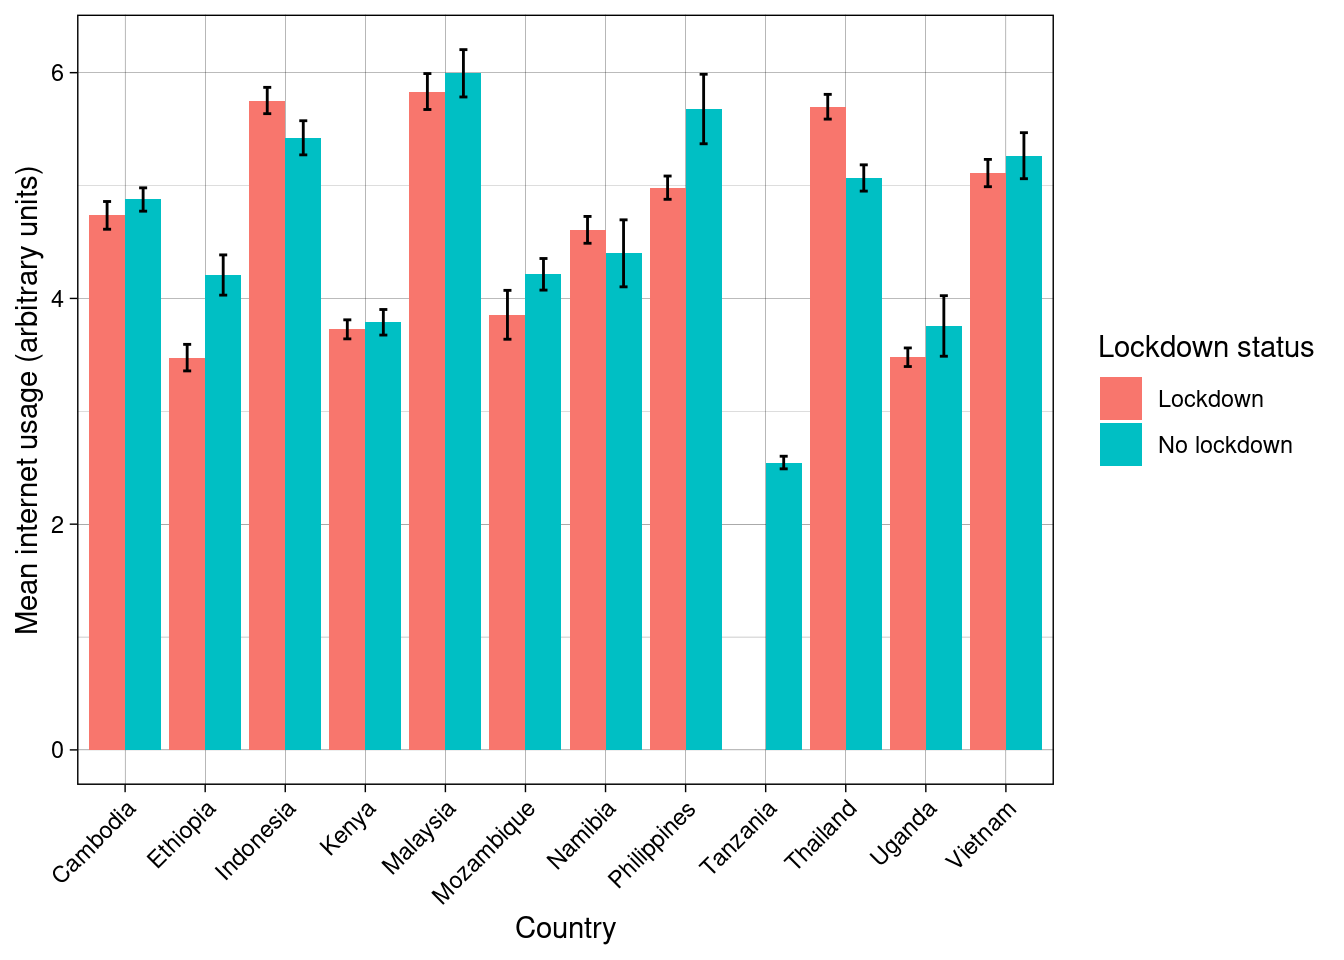 Mean internet usage (arbitrary units)
6
4
2
0
Cambodia
Ethiopia
Indonesia
Kenya
Malaysia
Mozambique
Namibia
Philippines
Tanzania
Thailand
Uganda
Vietnam
Country
Lockdown status
Lockdown
No lockdown